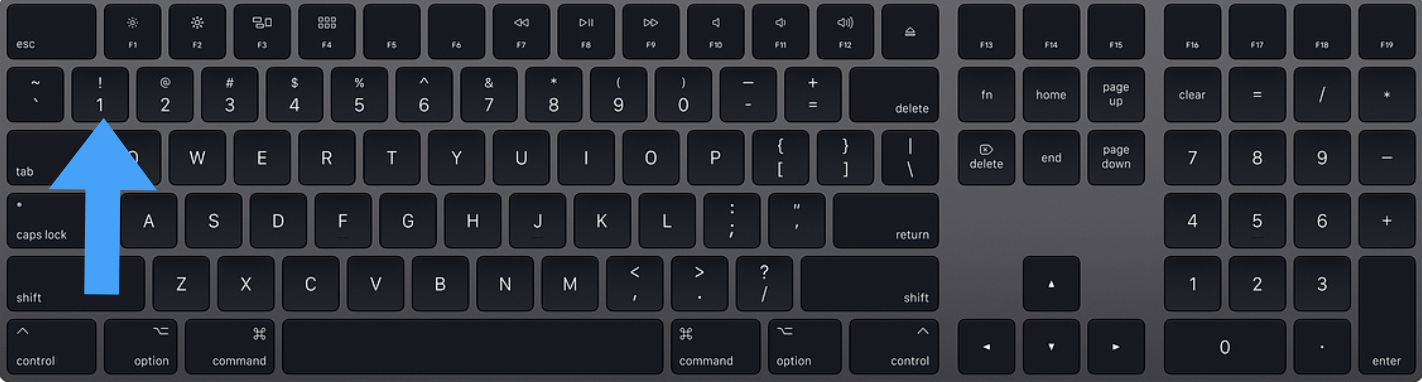 esc F1 F2 F3 F4 F5 F6 F7 F8 F9 F10 F11 F12 F13 F14 F15 F16 F17 F18 F19
~ ! @ # $ % ^ & * ( ) — +
` 1 2 3 4 5 6 7 8 9 0 - = delete fn home page up clear = / *
tab W E R T Y U I O P { [ } ] | \ delete end page down 7 8 9 −
caps lock A S D F G H J K L : ; " ' return 4 5 6 +
shift Z X C V B N M < , > . ? / shift 1 2 3
control option command command option control 0 . enter